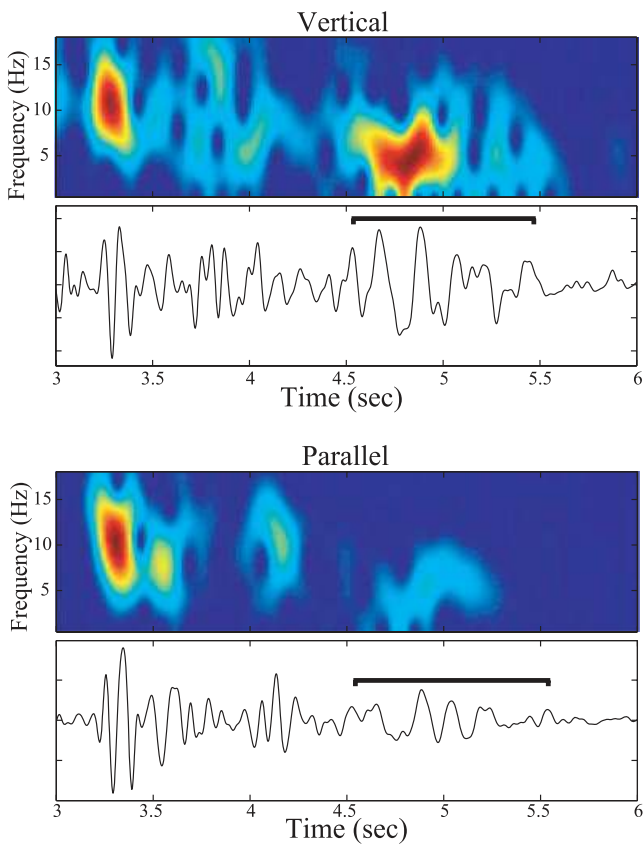 Vertical
Frequency (Hz)
15
10
5
3 3.5 4 4.5 5 5.5 6
Time (sec)
Parallel
Frequency (Hz)
15
10
5
3 3.5 4 4.5 5 5.5 6
Time (sec)